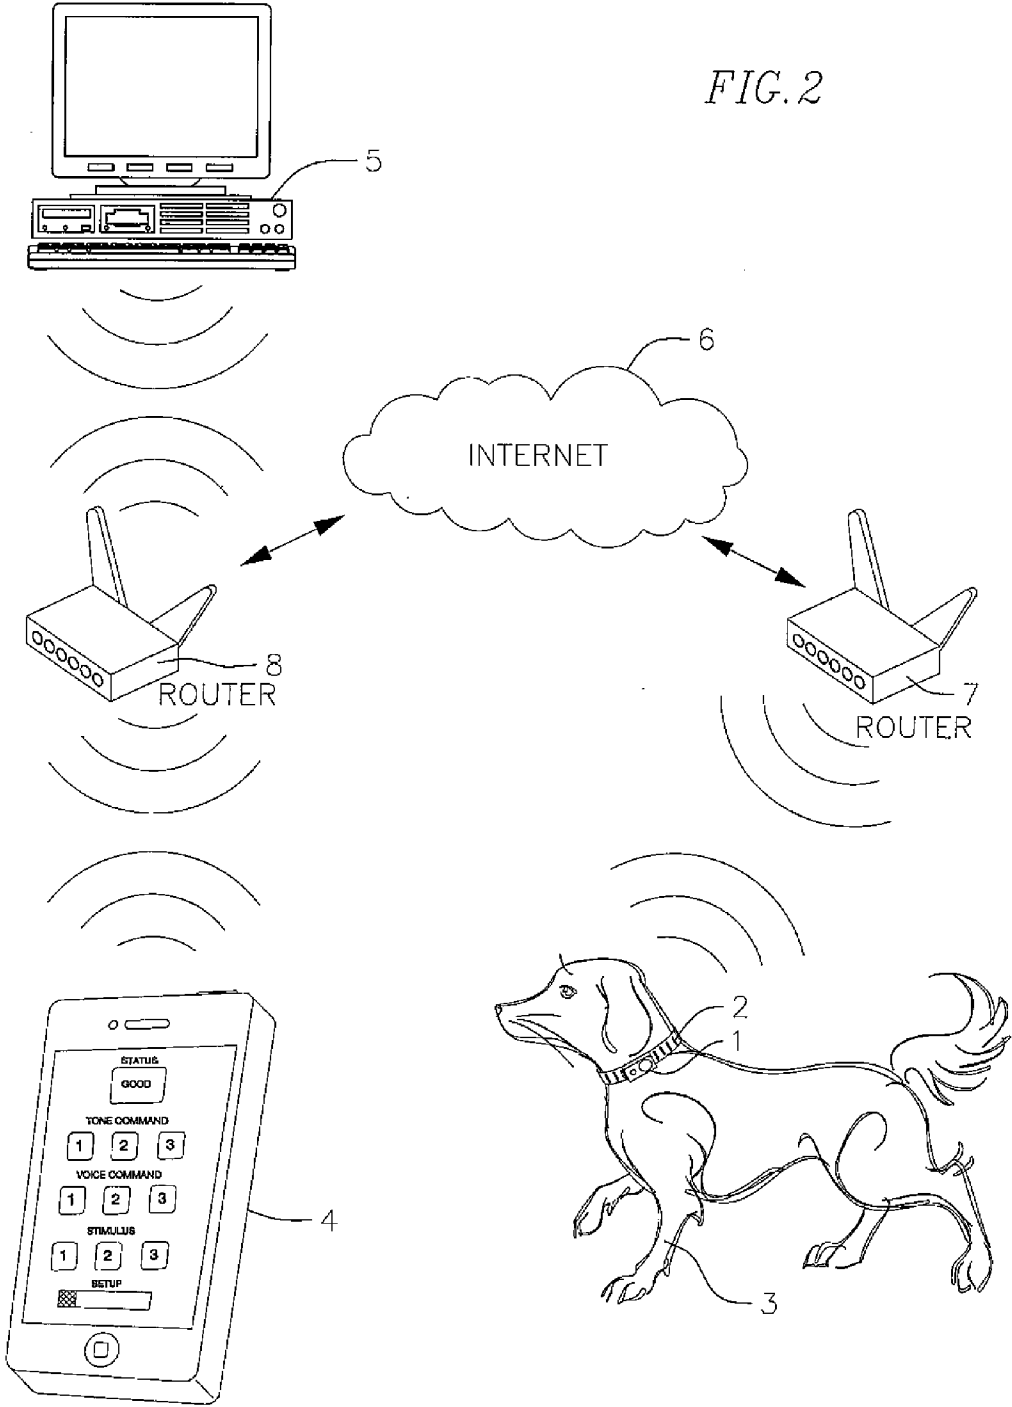 FIG. 2
5
6
INTERNET
8
ROUTER
7
ROUTER
2
1
STATUS
GOOD
TONE COMMAND
1 2 3
VOICE COMMAND
1 2 3
STIMULUS
1 2 3
SETUP
4
3